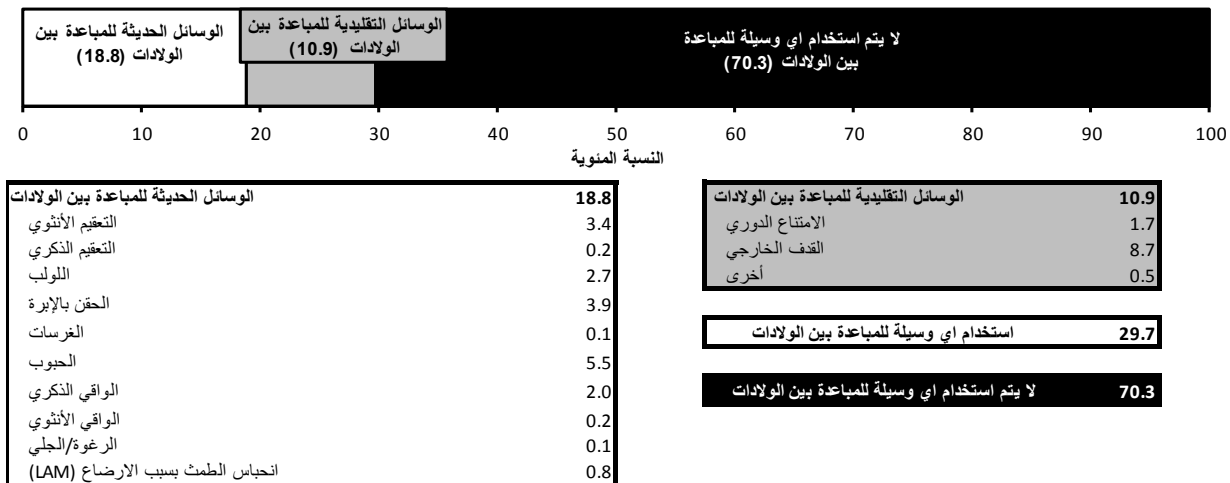 الوسائل الحديثة للمباعدة بين
الولادات (18.8)
الوسائل التقليدية للمباعدة بين
الولادات (10.9)
لا يتم استخدام اي وسيلة للمباعدة
بين الولادات (70.3)
0 10 20 30 40 50 60 70 80 90 100
النسبة المئوية
الوسائل الحديثة للمباعدة بين الولادات 18.8
التعقيم الأنثوي 3.4
التعقيم الذكري 0.2
اللولب 2.7
الحقن بالإبرة 3.9
الغرسات 0.1
الحبوب 5.5
الواقي الذكري 2.0
الواقي الأنثوي 0.2
الرغوة/الجلي 0.1
انحباس الطمث بسبب الارضاع (LAM) 0.8
الوسائل التقليدية للمباعدة بين الولادات 10.9
الامتناع الدوري 1.7
القدف الخارجي 8.7
أخرى 0.5
استخدام اي وسيلة للمباعدة بين الولادات 29.7
لا يتم استخدام اي وسيلة للمباعدة بين الولادات 70.3